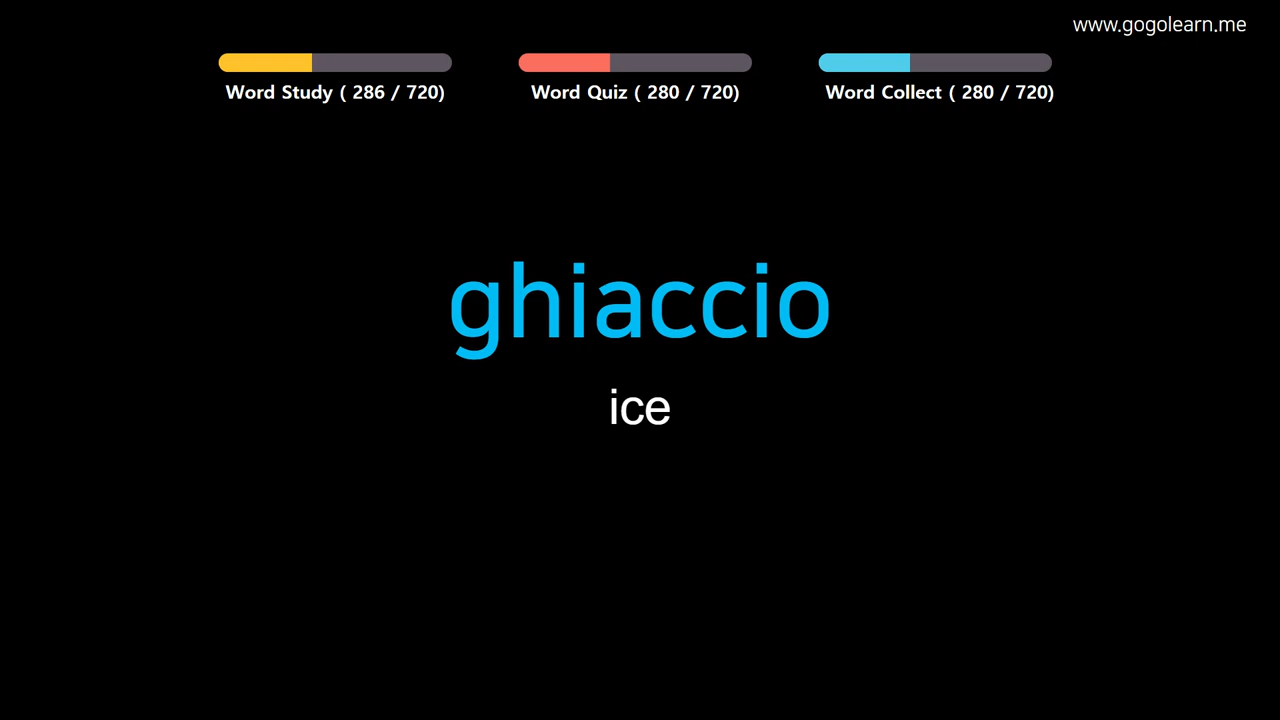 www.gogolearn.me
Word Study ( 286 / 720)
Word Quiz ( 280 / 720)
Word Collect ( 280 / 720)
ghiaccio
ice